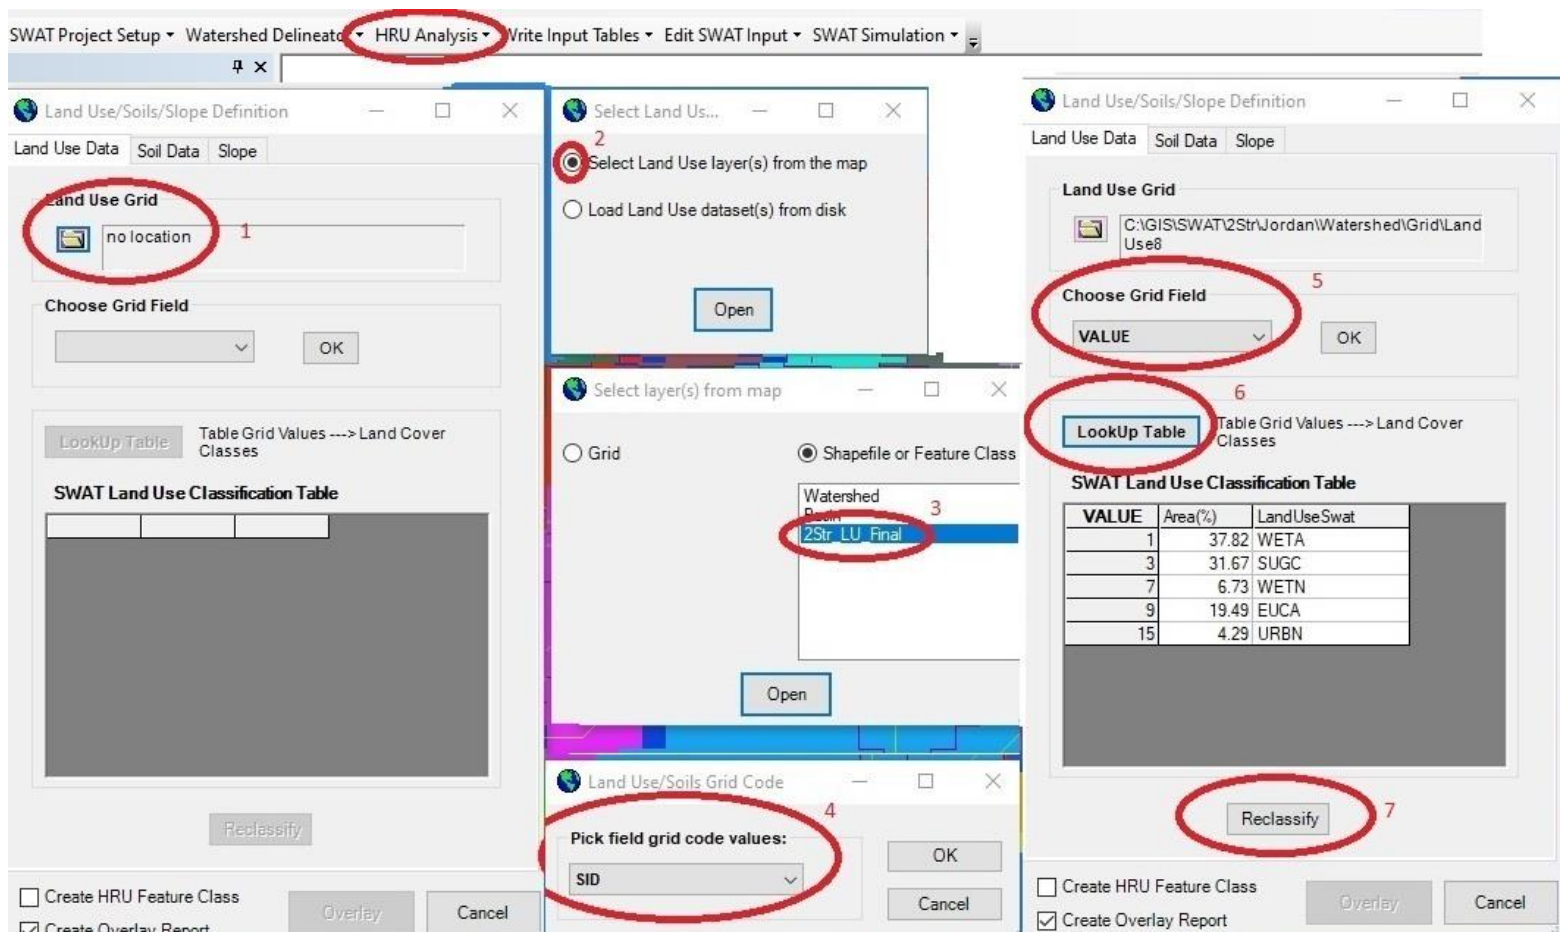 SWAT Project Setup Watershed Delineato HRU Analysis Write Input Tables Edit SWAT Input SWAT Simulation
Land Use/Soils/Slope Definition
Land Use Data Soil Data Slope
Land Use Grid
no location
1
Choose Grid Field
OK
LookUp Table
Table Grid Values ---> Land Cover
Classes
SWAT Land Use Classification Table
Reclassify
Create HRU Feature Class
Create Overlay Report
Overlay
Cancel
Select Land Us...
2
Select Land Use layer(s) from the map
Load Land Use dataset(s) from disk
Open
Select layer(s) from map
Grid
Shapefile or Feature Class
Watershed
Basin
3
2Str_LU_Final
Open
Land Use/Soils Grid Code
4
Pick field grid code values:
SID
OK
Cancel
Land Use/Soils/Slope Definition
Land Use Data Soil Data Slope
Land Use Grid
C:\GIS\SWAT\2Str\Jordan\Watershed\Grid\Land
Use8
5
Choose Grid Field
VALUE
OK
6
LookUp Table
Table Grid Values ---> Land Cover
Classes
SWAT Land Use Classification Table
VALUE Area(%) LandUseSwat
1 37.82 WETA
3 31.67 SUGC
7 6.73 WETN
9 19.49 EUCA
15 4.29 URBN
Reclassify
7
Create HRU Feature Class
Create Overlay Report
Overlay
Cancel